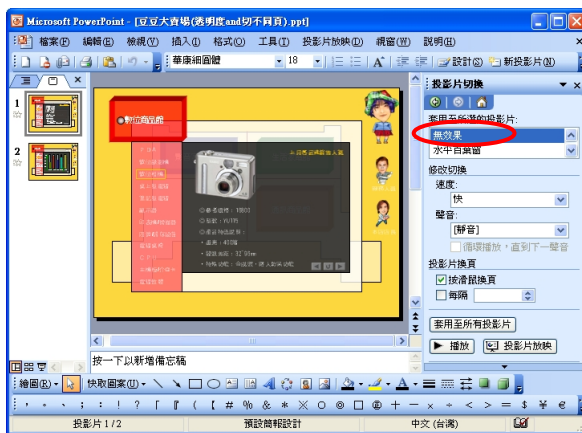 Microsoft PowerPoint - [豆豆大賣場(透明度and切不同頁).ppt]
檔案(F) 編輯(E) 檢視(V) 插入(I) 格式(O) 工具(T) 投影片放映(D) 視窗(W) 說明(H)
華康細圓體 18 設計(S) 新投影片(N)
投影片切換
套用至所選的投影片:
無效果
水平百葉窗
修改切換
速度:
快
聲音:
[靜音]
循環播放，直到下一聲音
投影片換頁
按滑鼠換頁
每隔
套用至所有投影片
播放 投影片放映
1
2
按一下以新增備忘稿
繪圖(R) 快取圖案(U)
投影片 1 / 2 預設簡報設計 中文 (台灣)